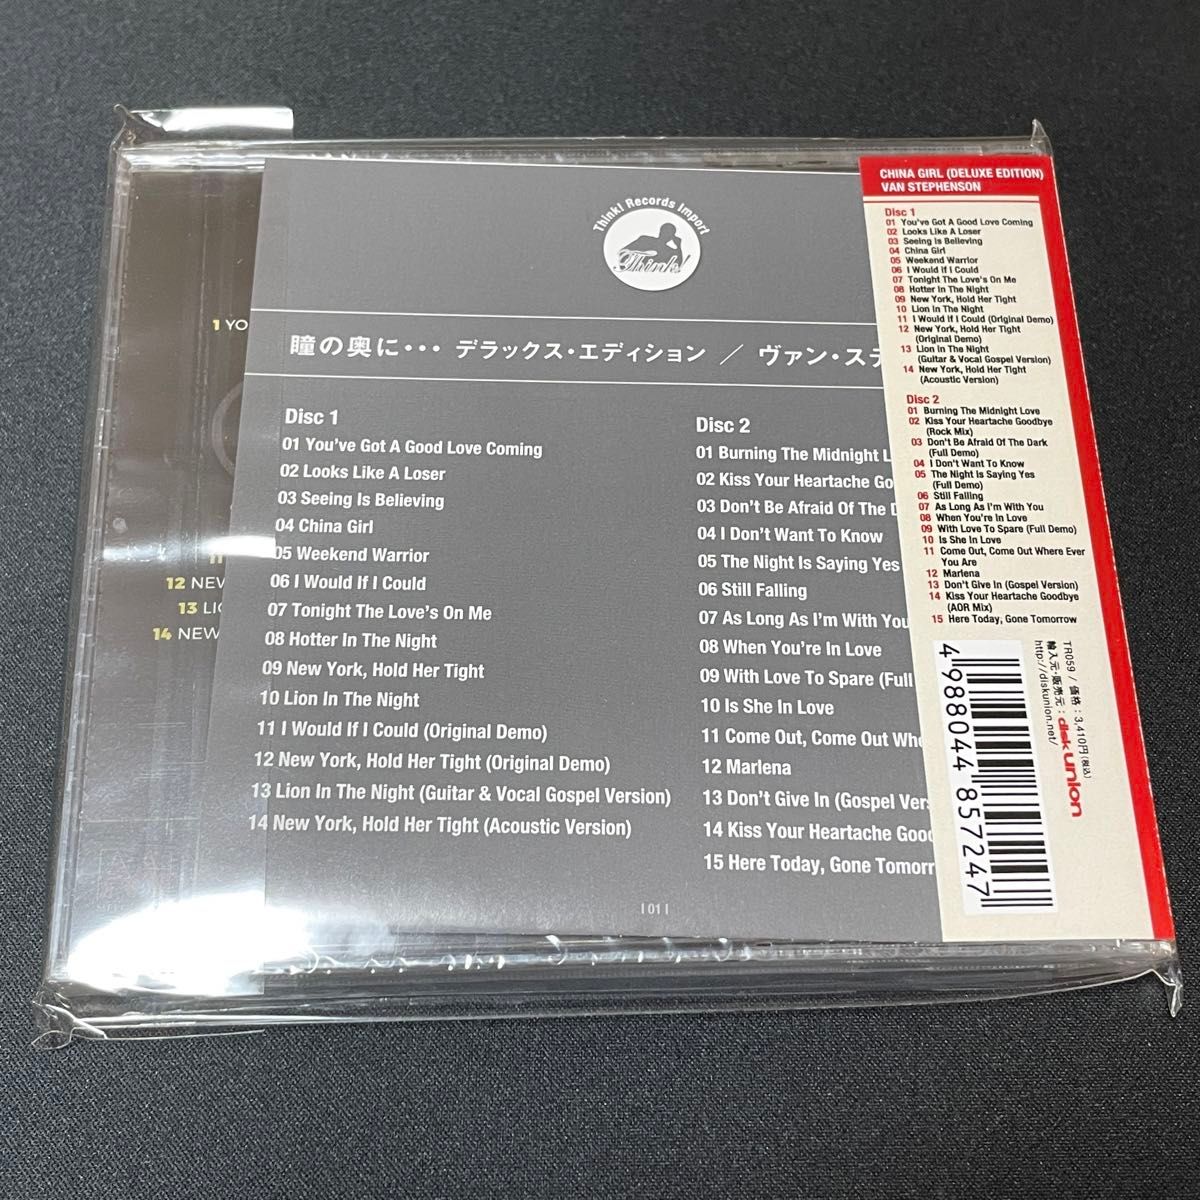 Think! Records Import
Think!
瞳の奥に・・・ デラックス・エディション ／ ヴァン・ステ
Disc 1
01 You've Got A Good Love Coming
02 Looks Like A Loser
03 Seeing Is Believing
04 China Girl
05 Weekend Warrior
06 I Would If I Could
07 Tonight The Love's On Me
08 Hotter In The Night
09 New York, Hold Her Tight
10 Lion In The Night
11 I Would If I Could (Original Demo)
12 New York, Hold Her Tight (Original Demo)
13 Lion In The Night (Guitar & Vocal Gospel Version)
14 New York, Hold Her Tight (Acoustic Version)
Disc 2
01 Burning The Midnight L
02 Kiss Your Heartache Go
03 Don't Be Afraid Of The D
04 I Don't Want To Know
05 The Night Is Saying Yes
06 Still Falling
07 As Long As I'm With You
08 When You're In Love
09 With Love To Spare (Full
10 Is She In Love
11 Come Out, Come Out Whe
12 Marlena
13 Don't Give In (Gospel Vers
14 Kiss Your Heartache Good
15 Here Today, Gone Tomorr
| 01 |
1 YO
11
12 NEW
13 LIO
14 NEW
CHINA GIRL (DELUXE EDITION)
VAN STEPHENSON
Disc 1
01 You've Got A Good Love Coming
02 Looks Like A Loser
03 Seeing Is Believing
04 China Girl
05 Weekend Warrior
06 I Would If I Could
07 Tonight The Love's On Me
08 Hotter In The Night
09 New York, Hold Her Tight
10 Lion In The Night
11 I Would If I Could (Original Demo)
12 New York, Hold Her Tight
(Original Demo)
13 Lion In The Night
(Guitar & Vocal Gospel Version)
14 New York, Hold Her Tight
(Acoustic Version)
Disc 2
01 Burning The Midnight Love
02 Kiss Your Heartache Goodbye
(Rock Mix)
03 Don't Be Afraid Of The Dark
(Full Demo)
04 I Don't Want To Know
05 The Night Is Saying Yes
(Full Demo)
06 Still Falling
07 As Long As I'm With You
08 When You're In Love
09 With Love To Spare (Full Demo)
10 Is She In Love
11 Come Out, Come Out Where Ever
You Are
12 Marlena
13 Don't Give In (Gospel Version)
14 Kiss Your Heartache Goodbye
(AOR Mix)
15 Here Today, Gone Tomorrow
TR059 / 価格：3,410円(税込)
輸入元・販売元：diskunion
http://diskunion.net/
4 988044 857247